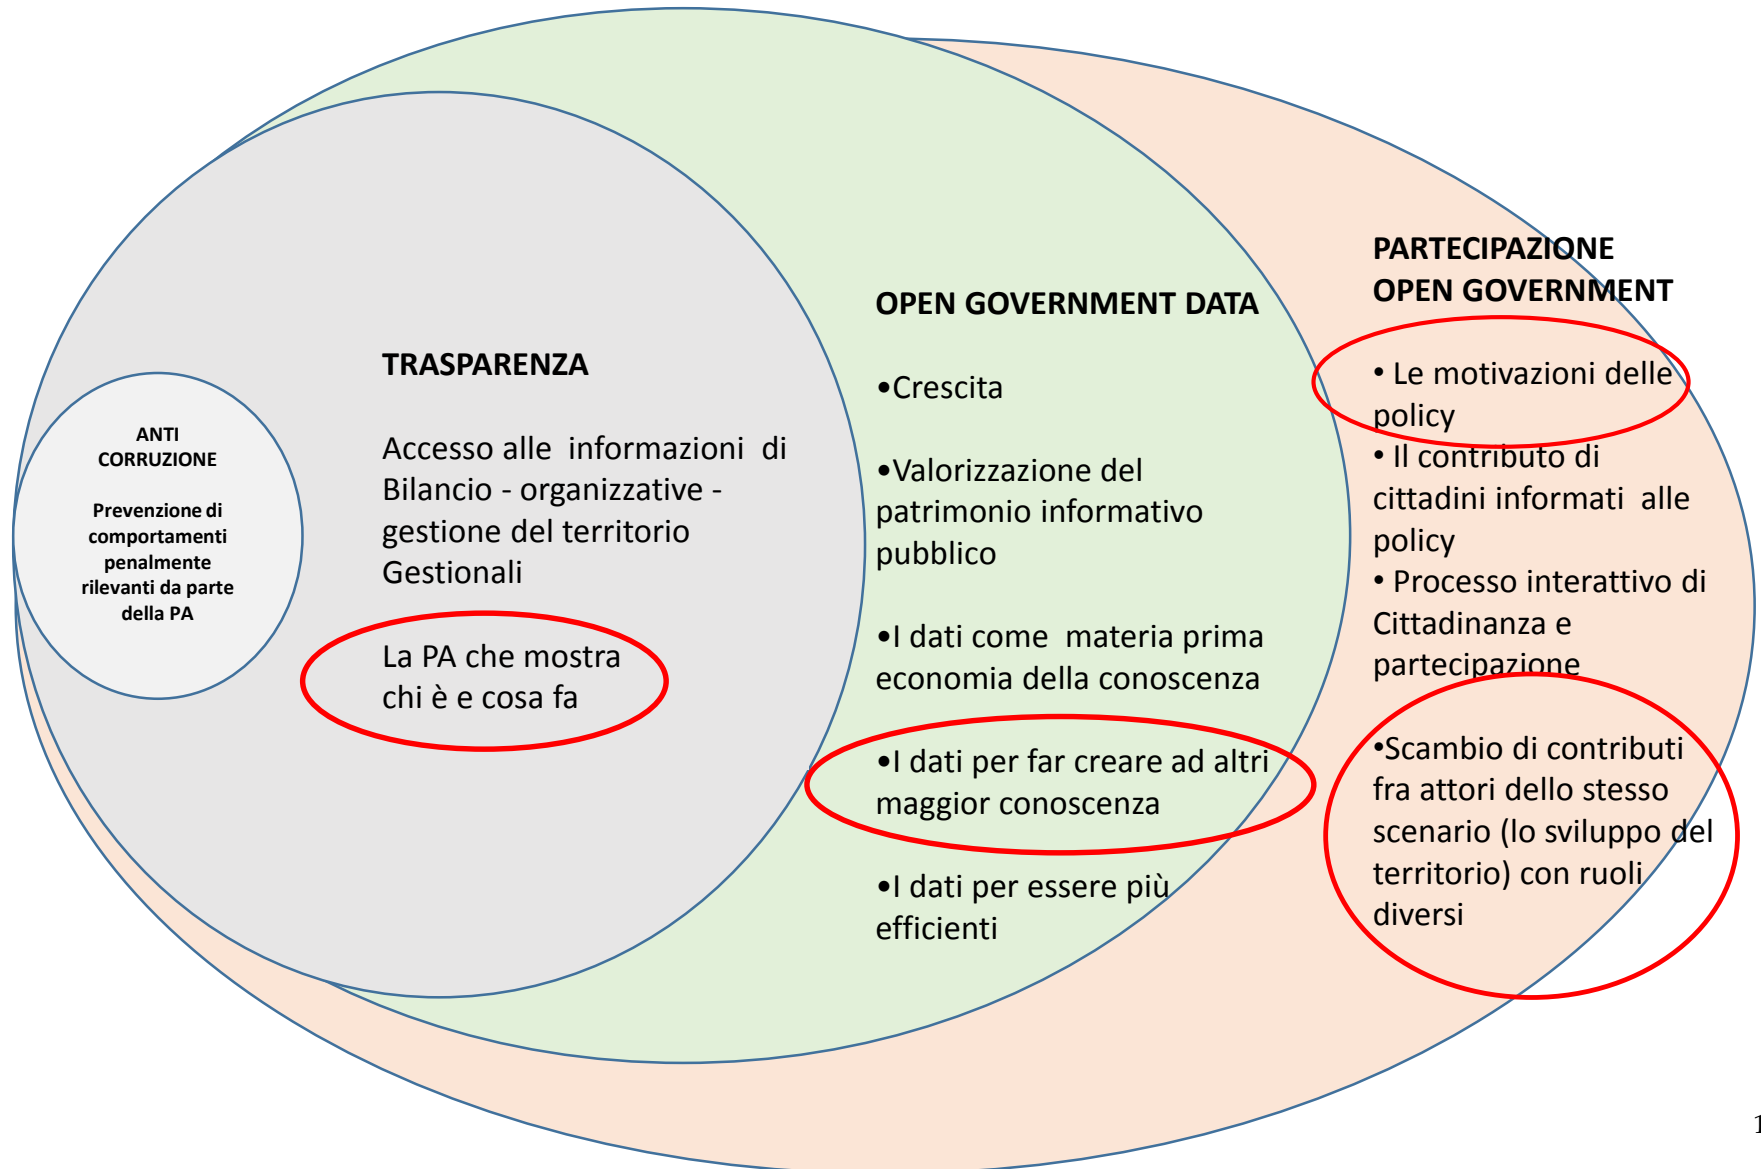 ANTI
CORRUZIONE
Prevenzione di
comportamenti
penalmente
rilevanti da parte
della PA
TRASPARENZA
Accesso alle informazioni di
Bilancio - organizzative -
gestione del territorio
Gestionali
La PA che mostra
chi è e cosa fa
OPEN GOVERNMENT DATA
•Crescita
•Valorizzazione del
patrimonio informativo
pubblico
•I dati come materia prima
economia della conoscenza
•I dati per far creare ad altri
maggior conoscenza
•I dati per essere più
efficienti
PARTECIPAZIONE
OPEN GOVERNMENT
• Le motivazioni delle
policy
• Il contributo di
cittadini informati alle
policy
• Processo interattivo di
Cittadinanza e
partecipazione
•Scambio di contributi
fra attori dello stesso
scenario (lo sviluppo del
territorio) con ruoli
diversi
1